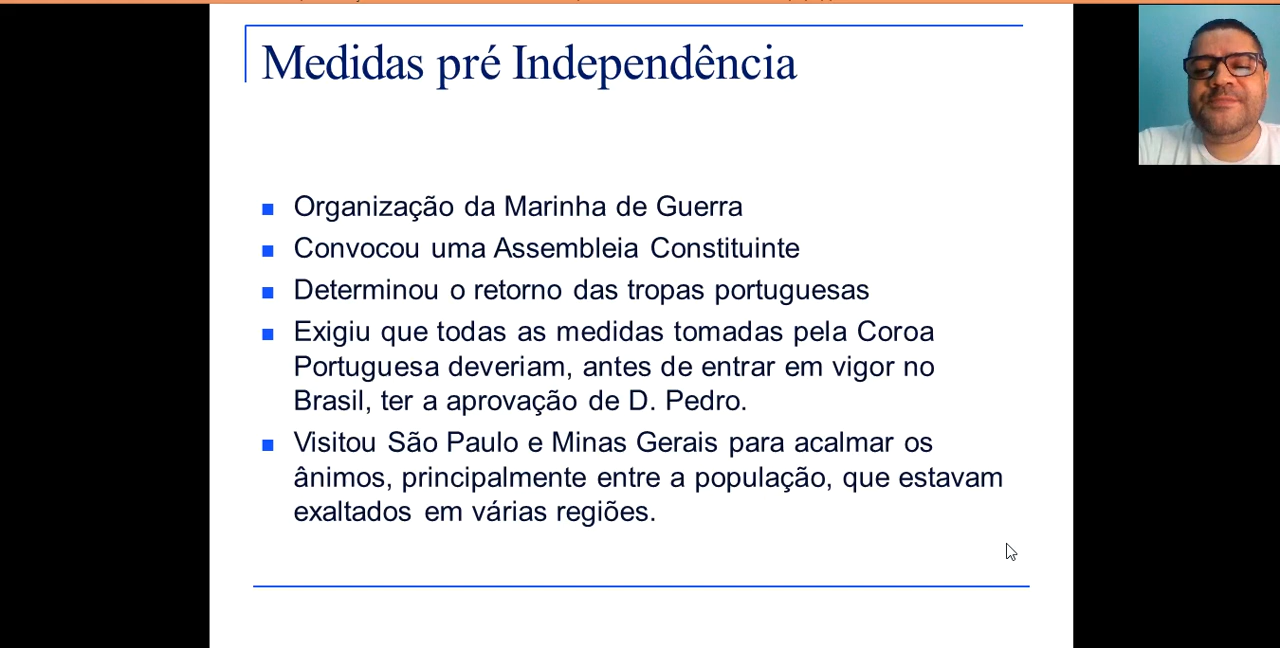 Medidas pré Independência
Organização da Marinha de Guerra
Convocou uma Assembleia Constituinte
Determinou o retorno das tropas portuguesas
Exigiu que todas as medidas tomadas pela Coroa
Portuguesa deveriam, antes de entrar em vigor no
Brasil, ter a aprovação de D. Pedro.
Visitou São Paulo e Minas Gerais para acalmar os
ânimos, principalmente entre a população, que estavam
exaltados em várias regiões.